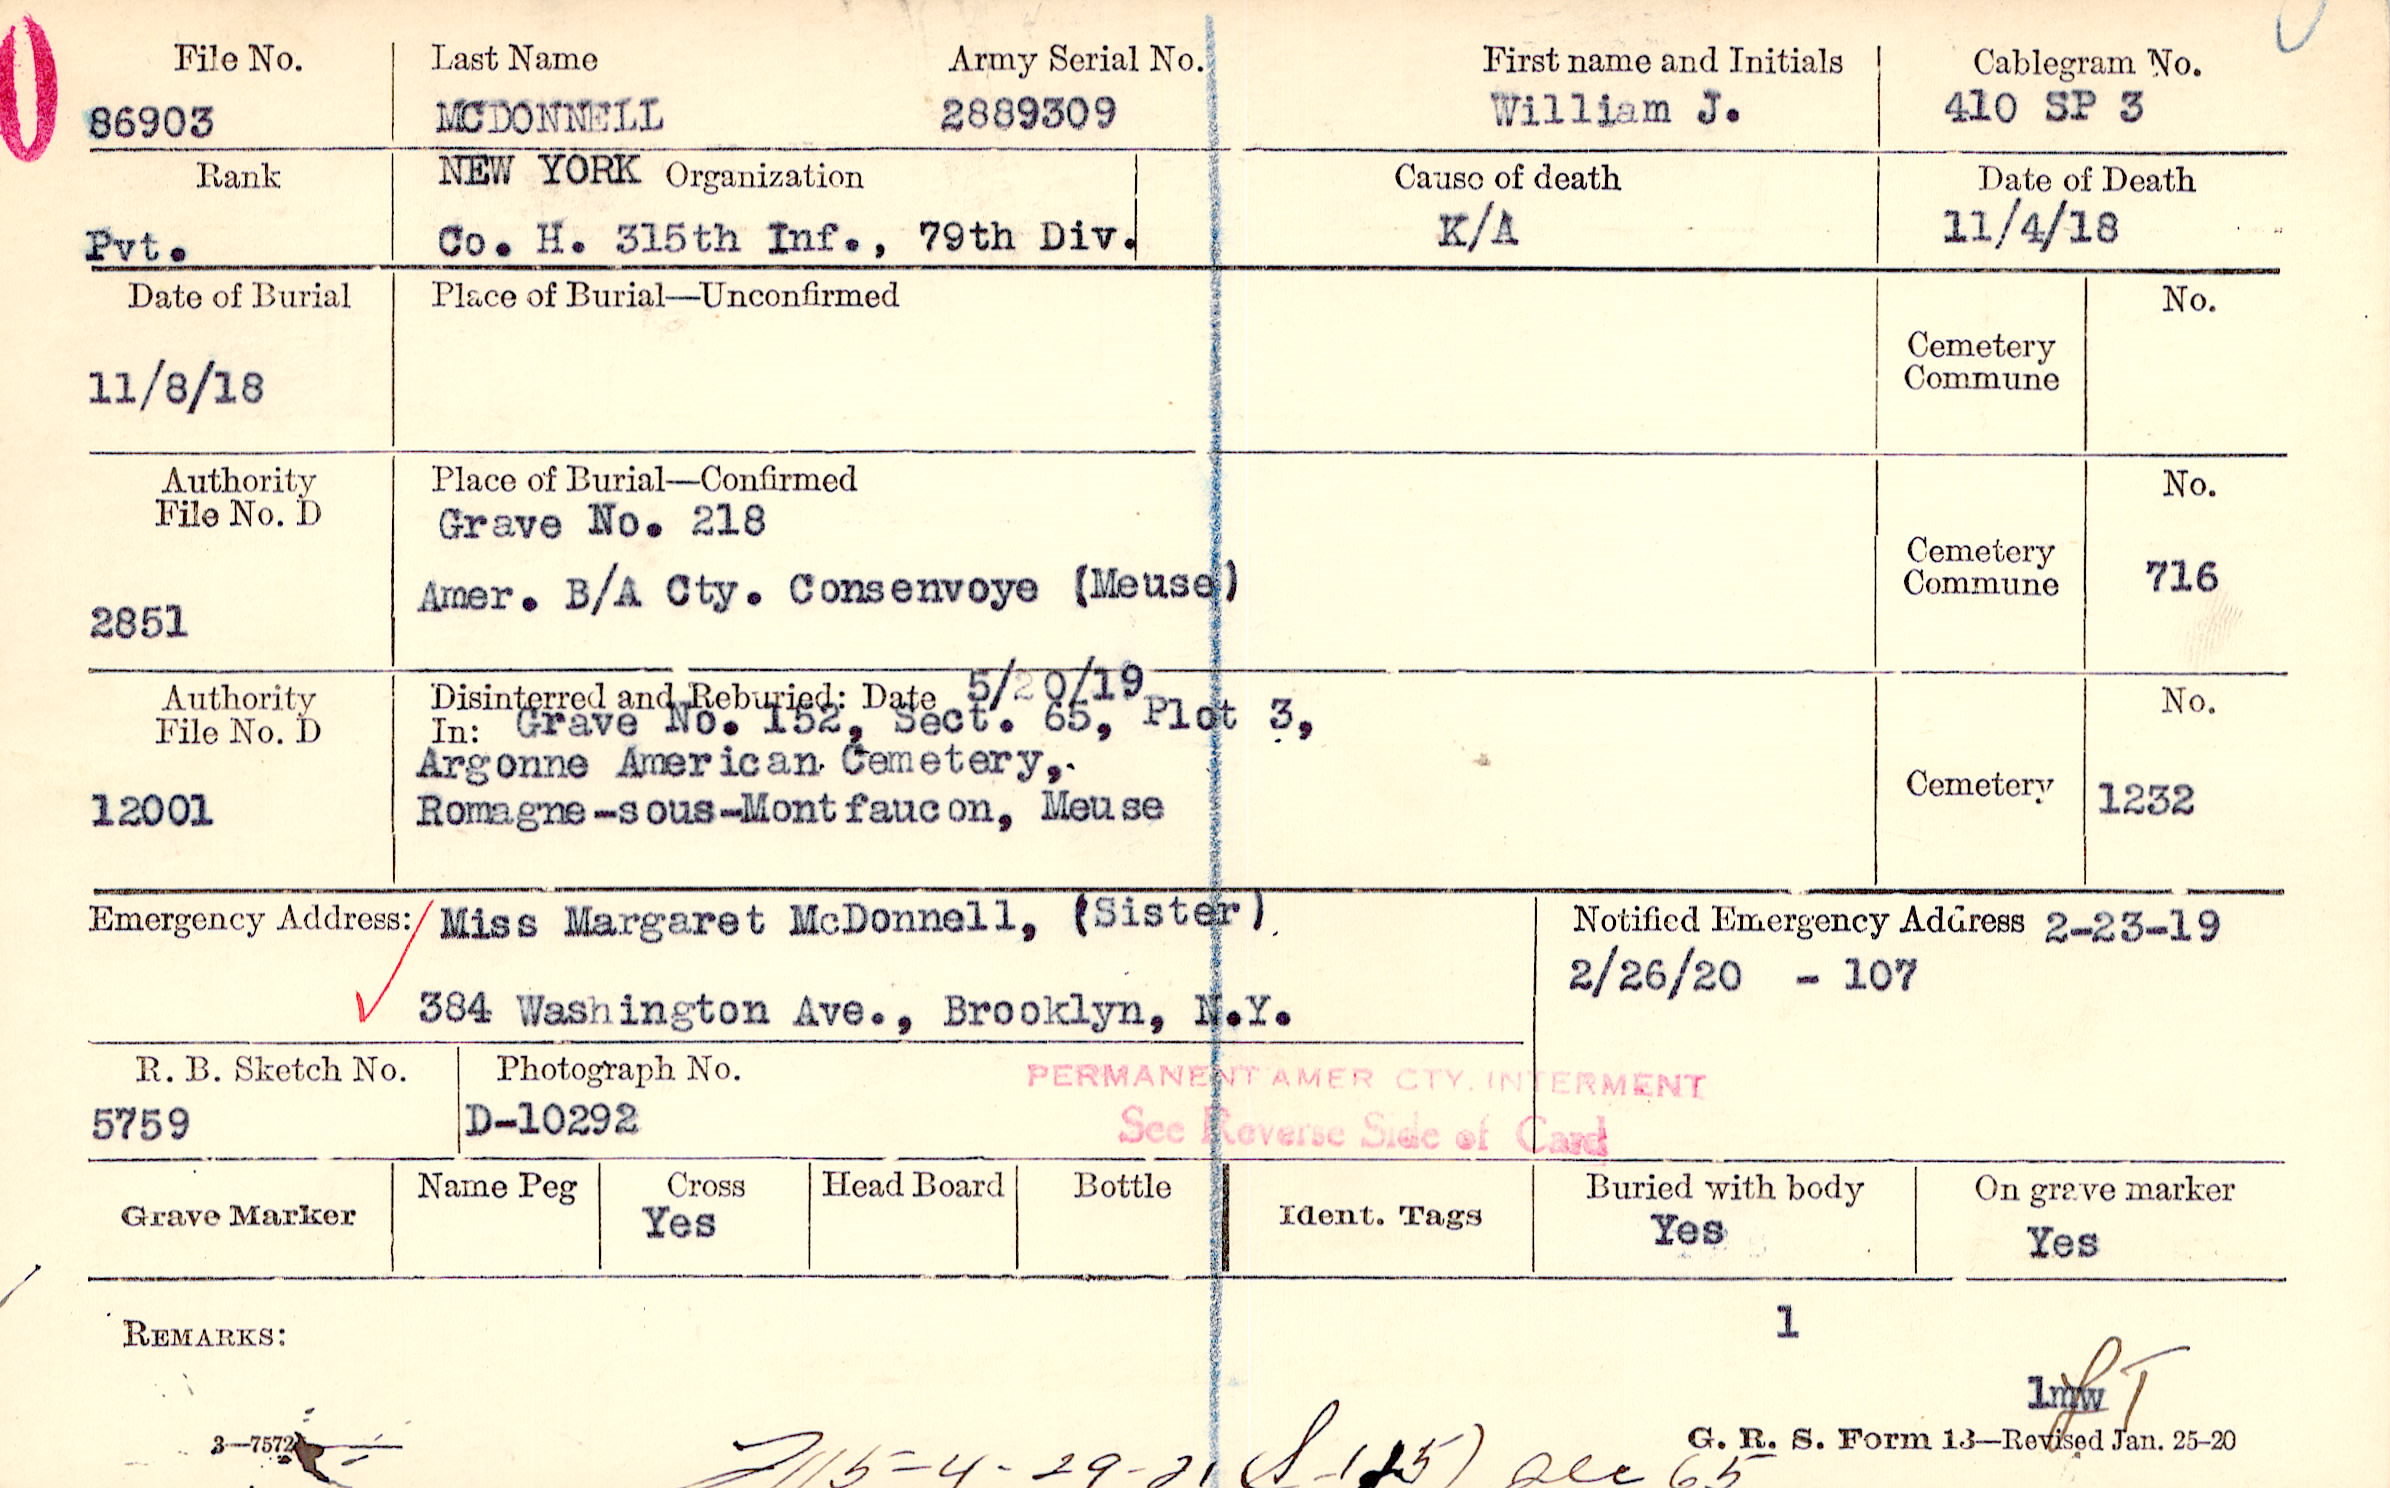 File No. Last Name Army Serial No. First name and Initials Cablegram No.
86903 MCDONNELL 2889309 William J. 410 SP 3
Rank NEW YORK Organization Cause of death Date of Death
Pvt. Co. H. 315th Inf., 79th Div. K/A 11/4/18
Date of Burial Place of Burial—Unconfirmed No.
Cemetery
Commune
11/8/18
Authority Place of Burial—Confirmed No.
File No. D Grave No. 218
Cemetery
Amer. B/A Cty. Consenvoye (Meuse) Commune 716
2851
Authority Disinterred and Reburied: Date 5/20/19 No.
File No. D In: Grave No. 152, Sect. 65, Plot 3,
Argonne American Cemetery,
12001 Romagne-sous-Montfaucon, Meuse Cemetery 1232
Emergency Address: Miss Margaret McDonnell, (Sister) Notified Emergency Address 2-23-19
2/26/20 - 107
384 Washington Ave., Brooklyn, N.Y.
R. B. Sketch No. Photograph No. PERMANENT AMER CTY. INTERMENT
5759 D-10292 See Reverse Side of Card
Grave Marker Name Peg Cross Head Board Bottle Ident. Tags Buried with body On grave marker
Yes Yes Yes
1
REMARKS:
lmw
3—7572 G. R. S. Form 13—Revised Jan. 25-20
4-29-21 65